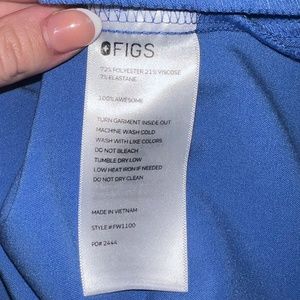 FIGS
72% POLYESTER 21% VISCOSE
7% ELASTANE
100% AWESOME
TURN GARMENT INSIDE OUT
MACHINE WASH COLD
WASH WITH LIKE COLORS
DO NOT BLEACH
TUMBLE DRY LOW
LOW HEAT IRON IF NEEDED
DO NOT DRY CLEAN
MADE IN VIETNAM
STYLE# FW1100
PO# 2444